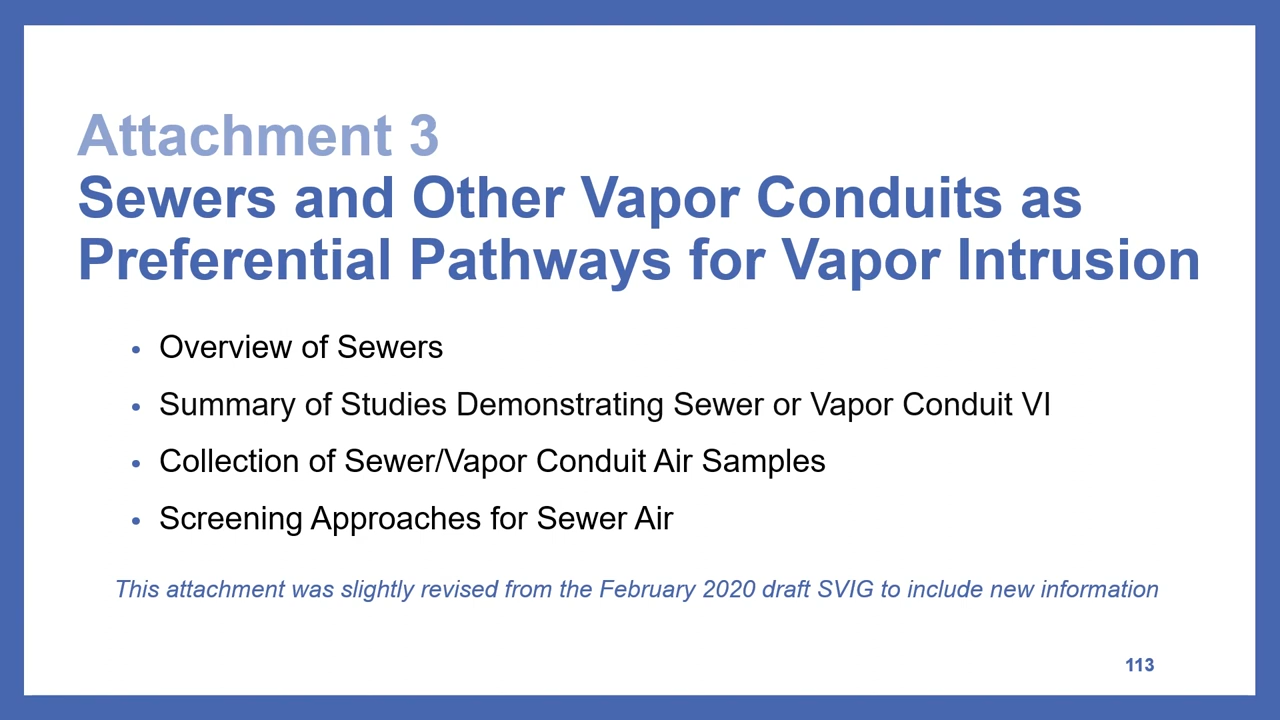 Attachment 3
Sewers and Other Vapor Conduits as
Preferential Pathways for Vapor Intrusion
• Overview of Sewers
• Summary of Studies Demonstrating Sewer or Vapor Conduit VI
• Collection of Sewer/Vapor Conduit Air Samples
• Screening Approaches for Sewer Air
This attachment was slightly revised from the February 2020 draft SVIG to include new information
113